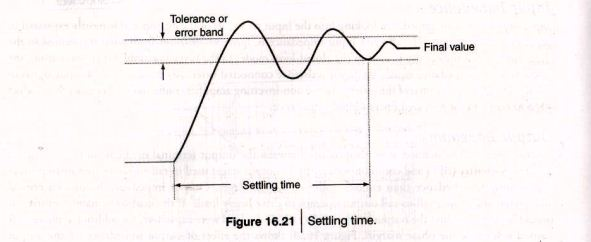 Tolerance or
error band
Final value
Settling time
Figure 16.21 | Settling time.